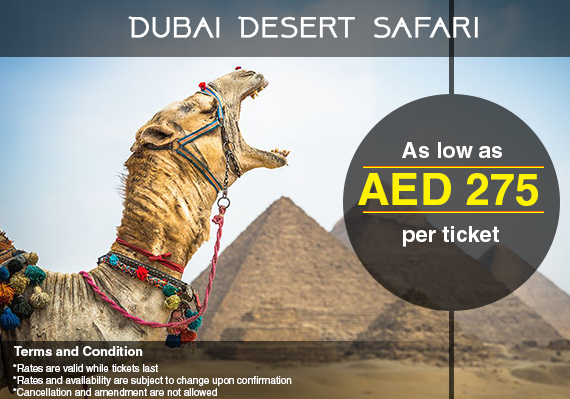 DUBAI DESERT SAFARI
As low as
AED 275
per ticket
Terms and Condition
*Rates are valid while tickets last
*Rates and availability are subject to change upon confirmation
*Cancellation and amendment are not allowed